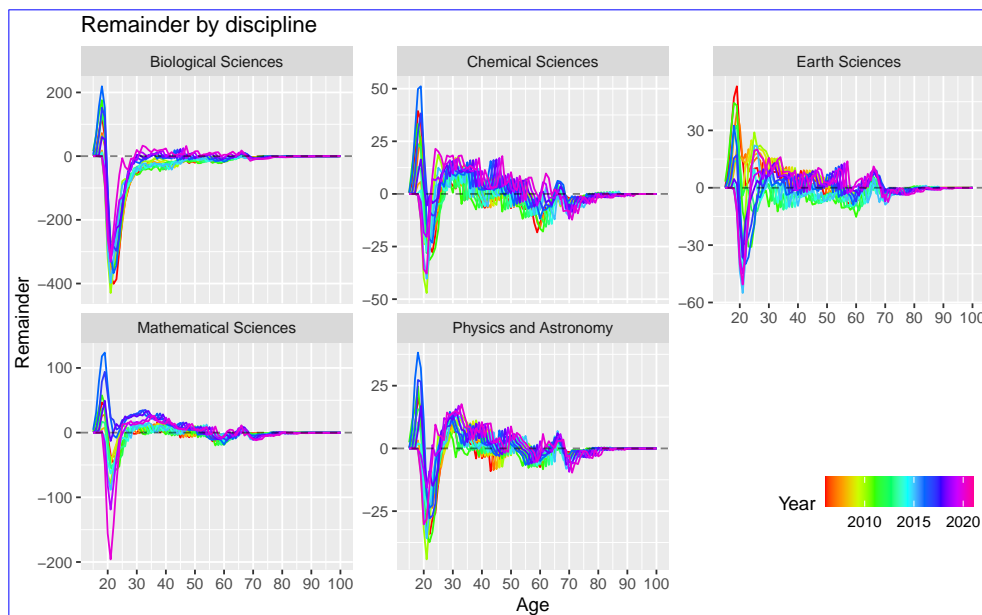 Remainder by discipline
Biological Sciences
Chemical Sciences
Earth Sciences
200
0
−200
−400
50
25
0
−25
−50
30
0
−30
−60
20 30 40 50 60 70 80 90 100
Mathematical Sciences
Physics and Astronomy
Remainder
100
0
−100
−200
25
0
−25
20 30 40 50 60 70 80 90 100
20 30 40 50 60 70 80 90 100
Age
Year
2010 2015 2020